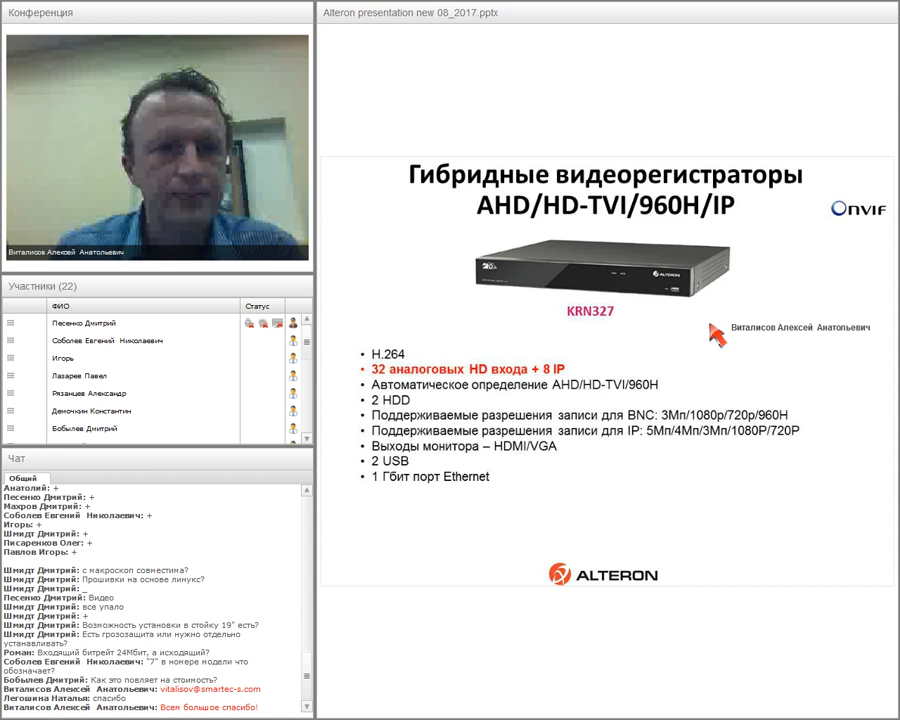 Конференция
Виталисов Алексей Анатольевич
Участники (22)
ФИО
Статус
Песенко Дмитрий
Соболев Евгений Николаевич
Игорь
Лазарев Павел
Рязанцев Александр
Демочкин Константин
Бобылев Дмитрий
Чат
Общий
Анатолий: +
Песенко Дмитрий: +
Махров Дмитрий: +
Соболев Евгений Николаевич: +
Игорь: +
Шмидт Дмитрий: +
Писаренков Олег: +
Павлов Игорь: +
Шмидт Дмитрий: с макроскоп совместима?
Шмидт Дмитрий: Прошивки на основе линукс?
Шмидт Дмитрий: _
Песенко Дмитрий: Видео
Шмидт Дмитрий: все упало
Шмидт Дмитрий: +
Шмидт Дмитрий: Возможность установки в стойку 19" есть?
Шмидт Дмитрий: Есть грозозащита или нужно отдельно
устанавливать?
Роман: Входящий битрейт 24Мбит, а исходящий?
Соболев Евгений Николаевич: "7" в номере модели что
обозначает?
Бобылев Дмитрий: Как это повляет на стоимость?
Виталисов Алексей Анатольевич: vitalisov@smartec-s.com
Легошина Наталья: спасибо
Виталисов Алексей Анатольевич: Всем большое спасибо!
Alteron presentation new 08_2017.pptx
Гибридные видеорегистраторы
AHD/HD-TVI/960H/IP
ONVIF
ALTERON
KRN327
Виталисов Алексей Анатольевич
• H.264
• 32 аналоговых HD входа + 8 IP
• Автоматическое определение AHD/HD-TVI/960H
• 2 HDD
• Поддерживаемые разрешения записи для BNC: 3Мп/1080p/720p/960H
• Поддерживаемые разрешения записи для IP: 5Мп/4Мп/3Мп/1080P/720P
• Выходы монитора – HDMI/VGA
• 2 USB
• 1 Гбит порт Ethernet
ALTERON